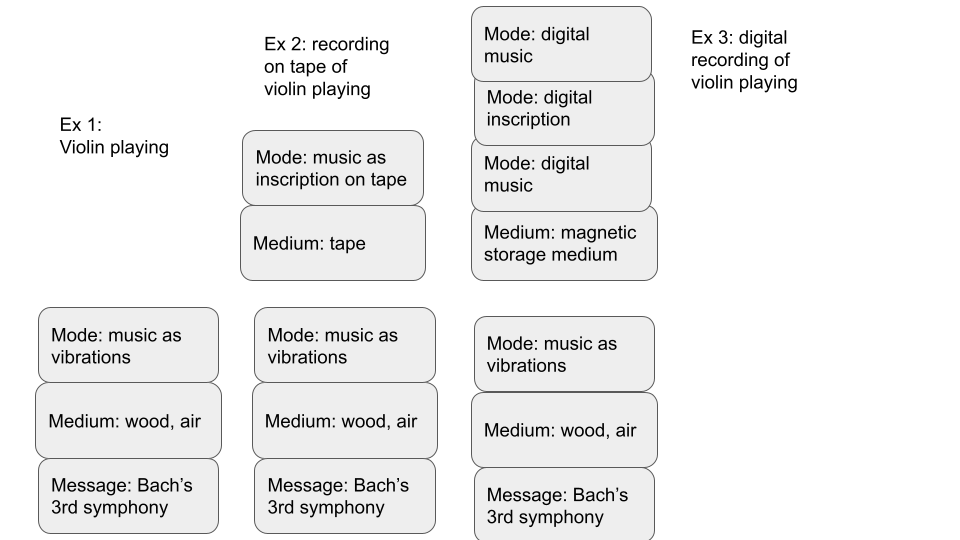 Ex 1:
Violin playing
Mode: music as
vibrations
Medium: wood, air
Message: Bach's
3rd symphony
Ex 2: recording
on tape of
violin playing
Mode: music as
inscription on tape
Medium: tape
Mode: music as
vibrations
Medium: wood, air
Message: Bach's
3rd symphony
Ex 3: digital
recording of
violin playing
Mode: digital
music
Mode: digital
inscription
Mode: digital
music
Medium: magnetic
storage medium
Mode: music as
vibrations
Medium: wood, air
Message: Bach's
3rd symphony